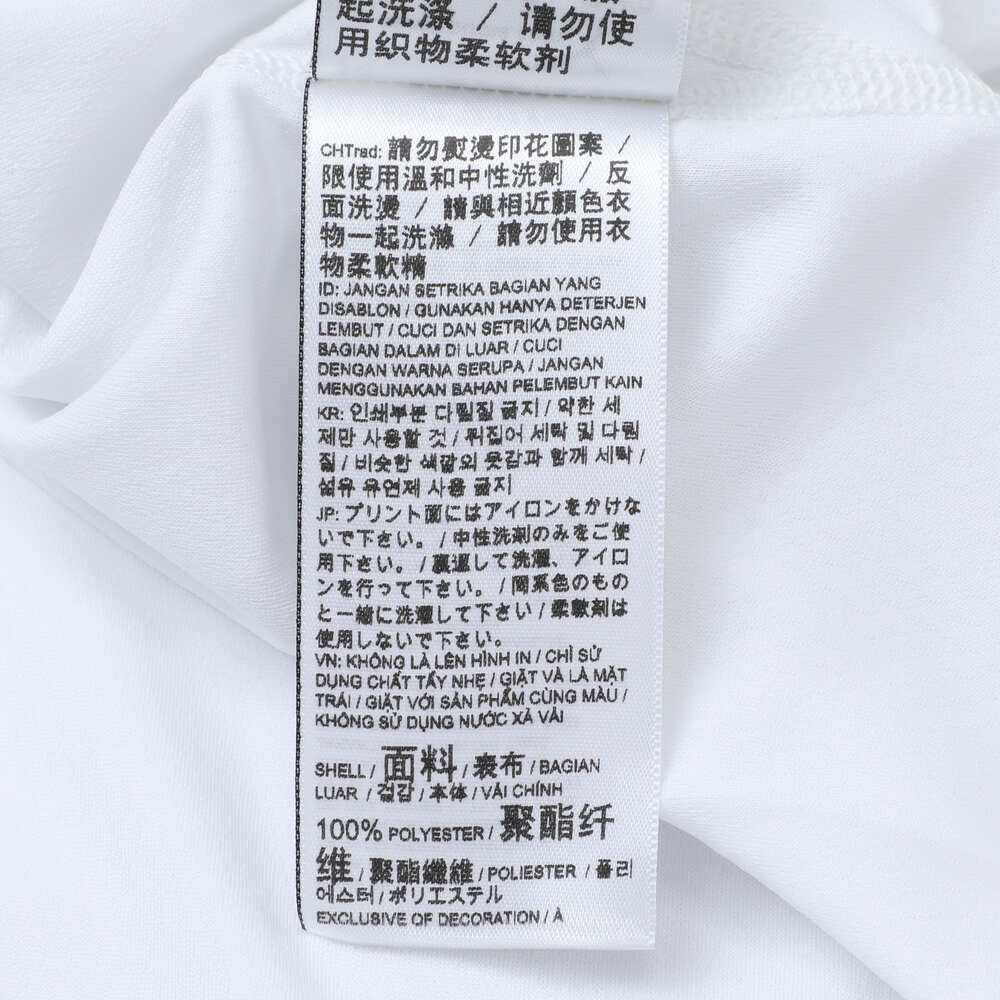 起洗涤 / 请勿使
用织物柔软剂
CHTrad: 請勿熨燙印花圖案 /
限使用溫和中性洗劑 / 反
面洗燙 / 請與相近顏色衣
物一起洗滌 / 請勿使用衣
物柔軟精
ID: JANGAN SETRIKA BAGIAN YANG
DISABLON / GUNAKAN HANYA DETERJEN
LEMBUT / CUCI DAN SETRIKA DENGAN
BAGIAN DALAM DI LUAR / CUCI
DENGAN WARNA SERUPA / JANGAN
MENGGUNAKAN BAHAN PELEMBUT KAIN
KR: 인쇄부분 다림질 금지 / 약한 세
제만 사용할 것 / 뒤집어 세탁 및 다림
질 / 비슷한 색깔의 옷감과 함께 세탁 /
섬유 유연제 사용 금지
JP: プリント面にはアイロンをかけな
いで下さい。 / 中性洗剤のみをご使
用下さい。 / 裏返して洗濯、アイロ
ンを行って下さい。 / 同系色のもの
と一緒に洗濯して下さい / 柔軟剤は
使用しないで下さい。
VN: KHÔNG LÀ LÊN HÌNH IN / CHỈ SỬ
DỤNG CHẤT TẨY NHẸ / GIẶT VÀ LÀ MẶT
TRÁI / GIẶT VỚI SẢN PHẨM CÙNG MÀU /
KHÔNG SỬ DỤNG NƯỚC XẢ VẢI
SHELL / 面料 / 表布 / BAGIAN
LUAR / 겉감 / 本体 / VẢI CHÍNH
100% POLYESTER / 聚酯纤
维 / 聚酯纖維 / POLIESTER / 폴리
에스터 / ポリエステル
EXCLUSIVE OF DECORATION / À